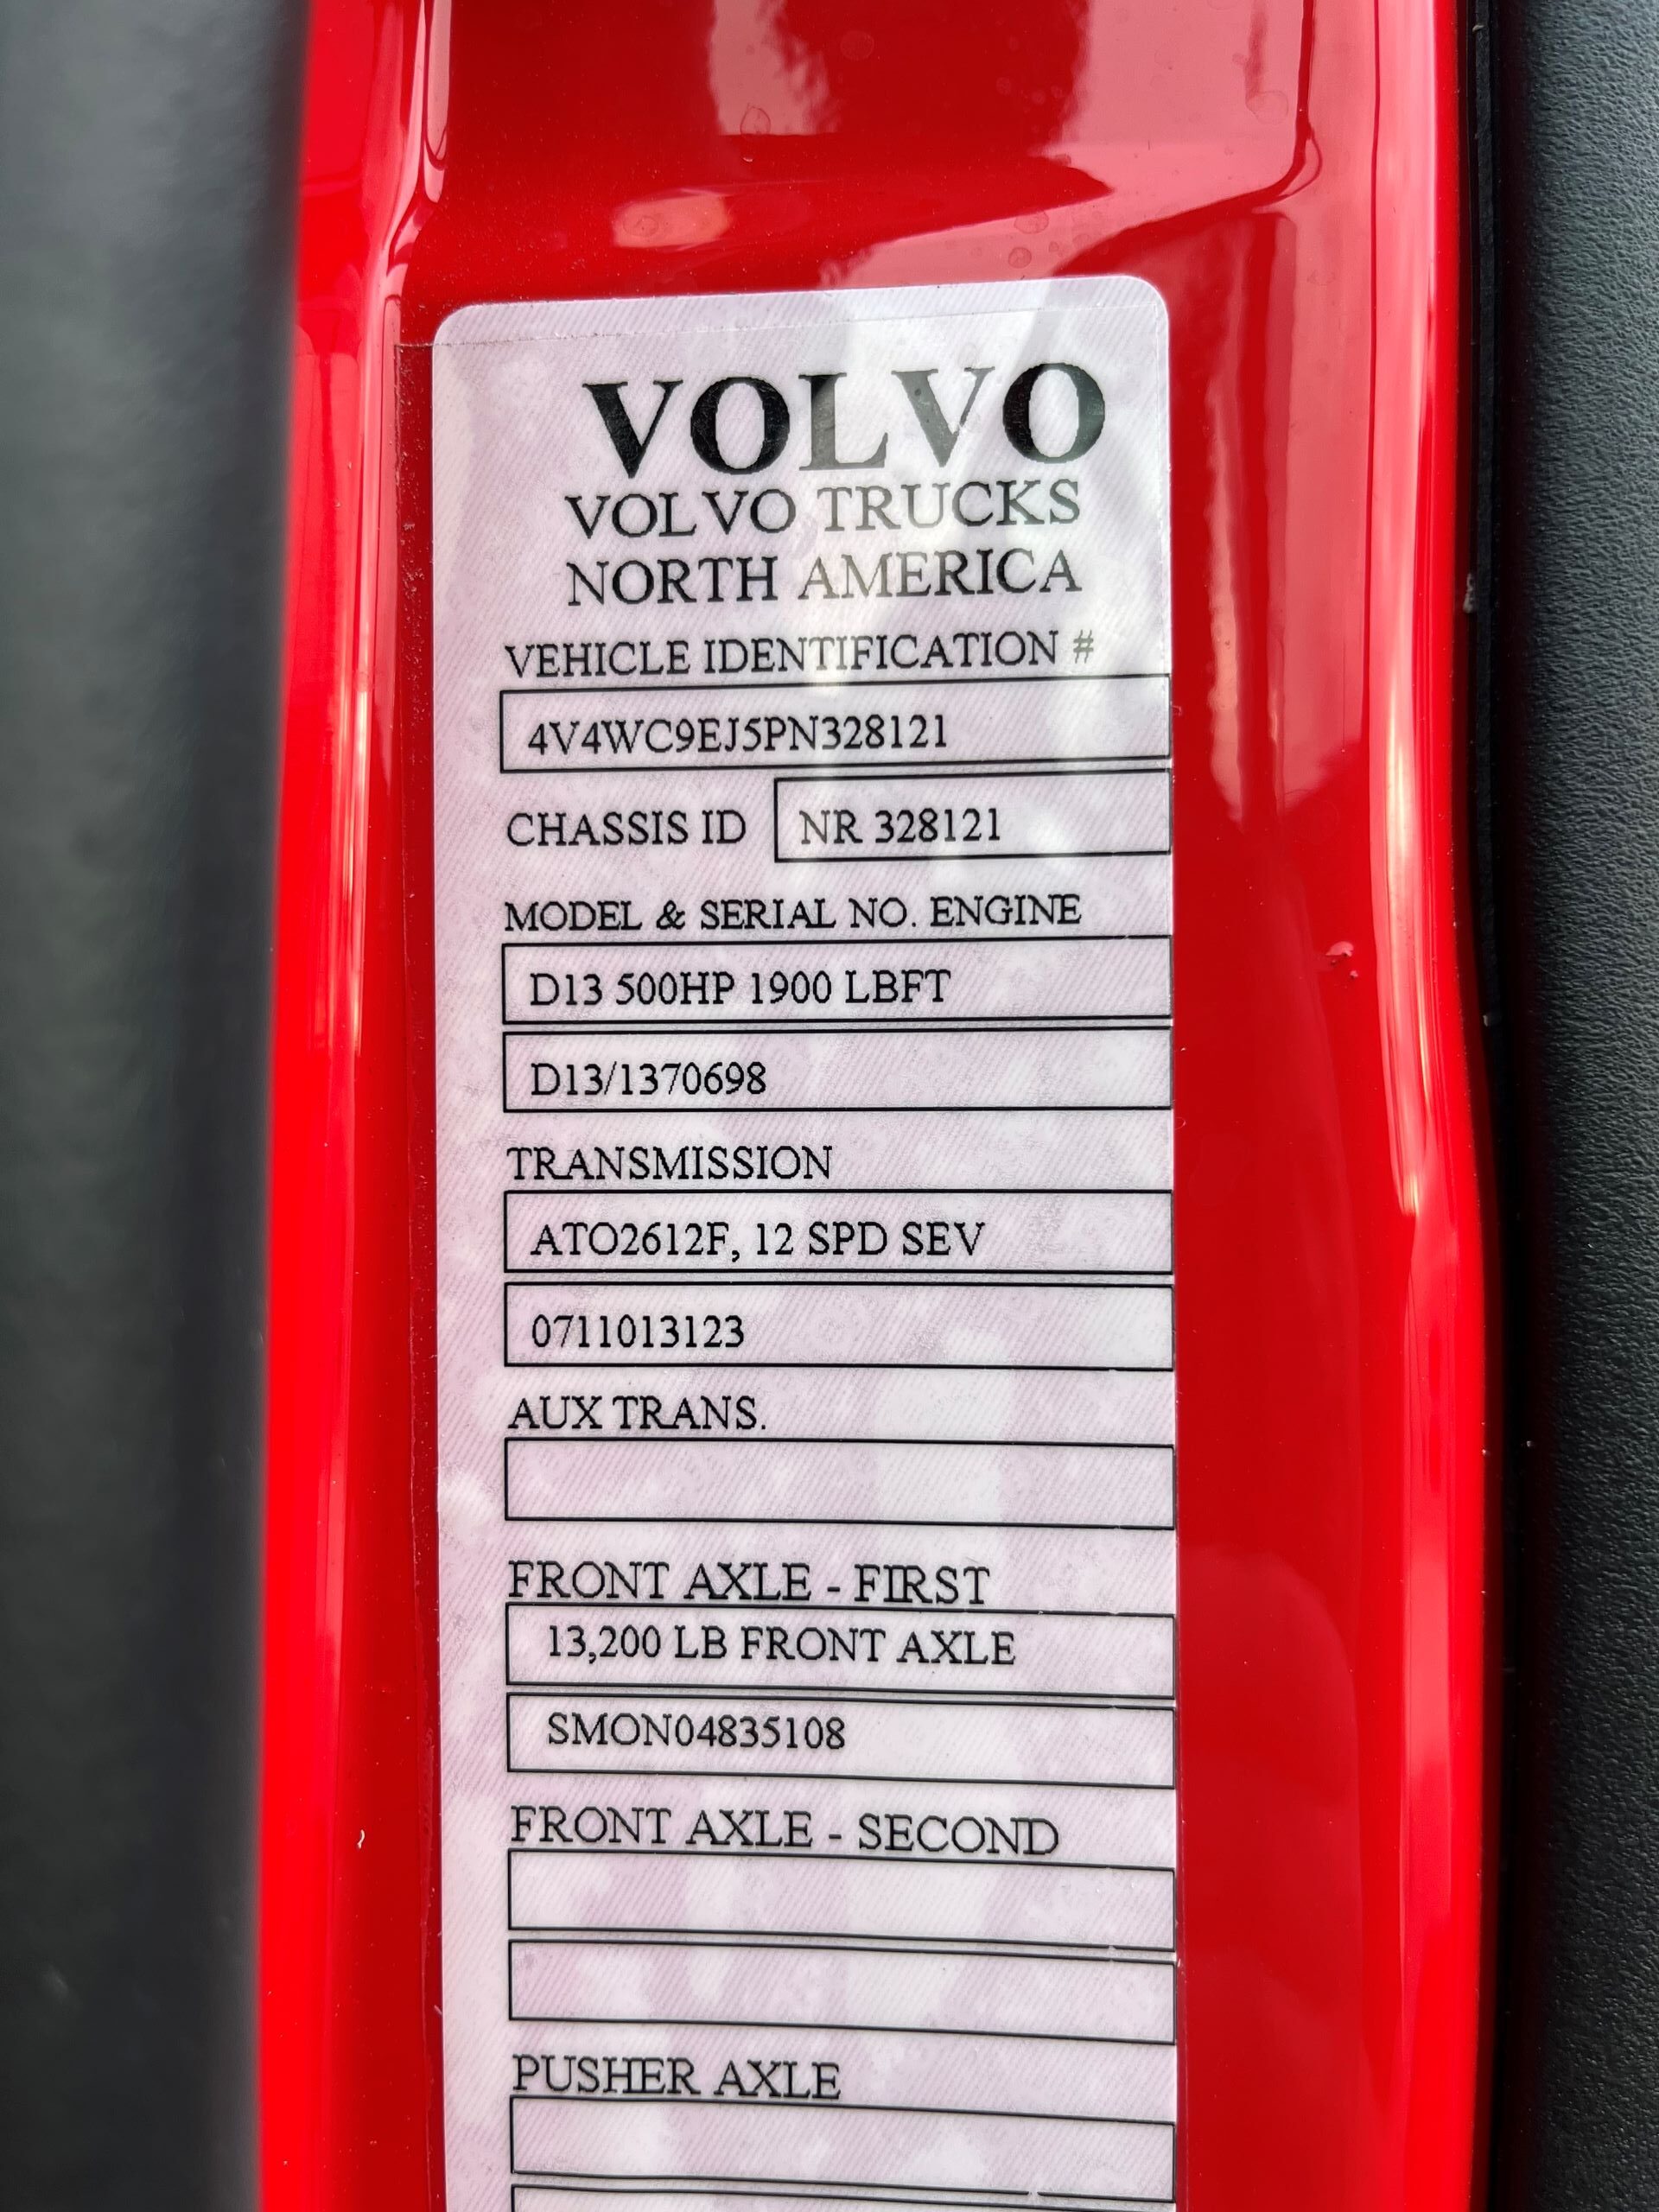 VOLVO
VOLVO TRUCKS
NORTH AMERICA
VEHICLE IDENTIFICATION #
4V4WC9EJ5PN328121
CHASSIS ID NR 328121
MODEL & SERIAL NO. ENGINE
D13 500HP 1900 LBFT
D13/1370698
TRANSMISSION
ATO2612F, 12 SPD SEV
0711013123
AUX TRANS.
FRONT AXLE - FIRST
13,200 LB FRONT AXLE
SMON04835108
FRONT AXLE - SECOND
PUSHER AXLE